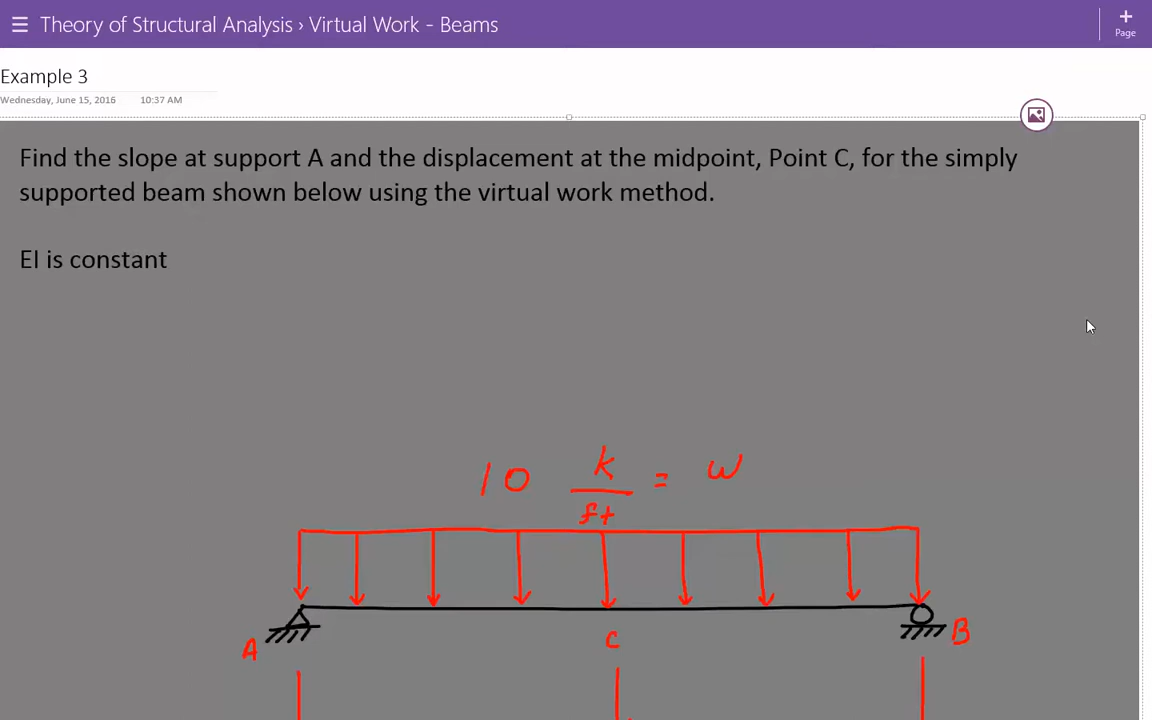 Theory of Structural Analysis › Virtual Work - Beams
Page
Example 3
Wednesday, June 15, 2016 10:37 AM
Find the slope at support A and the displacement at the midpoint, Point C, for the simply
supported beam shown below using the virtual work method.
EI is constant
10 k/ft = w
A
C
B